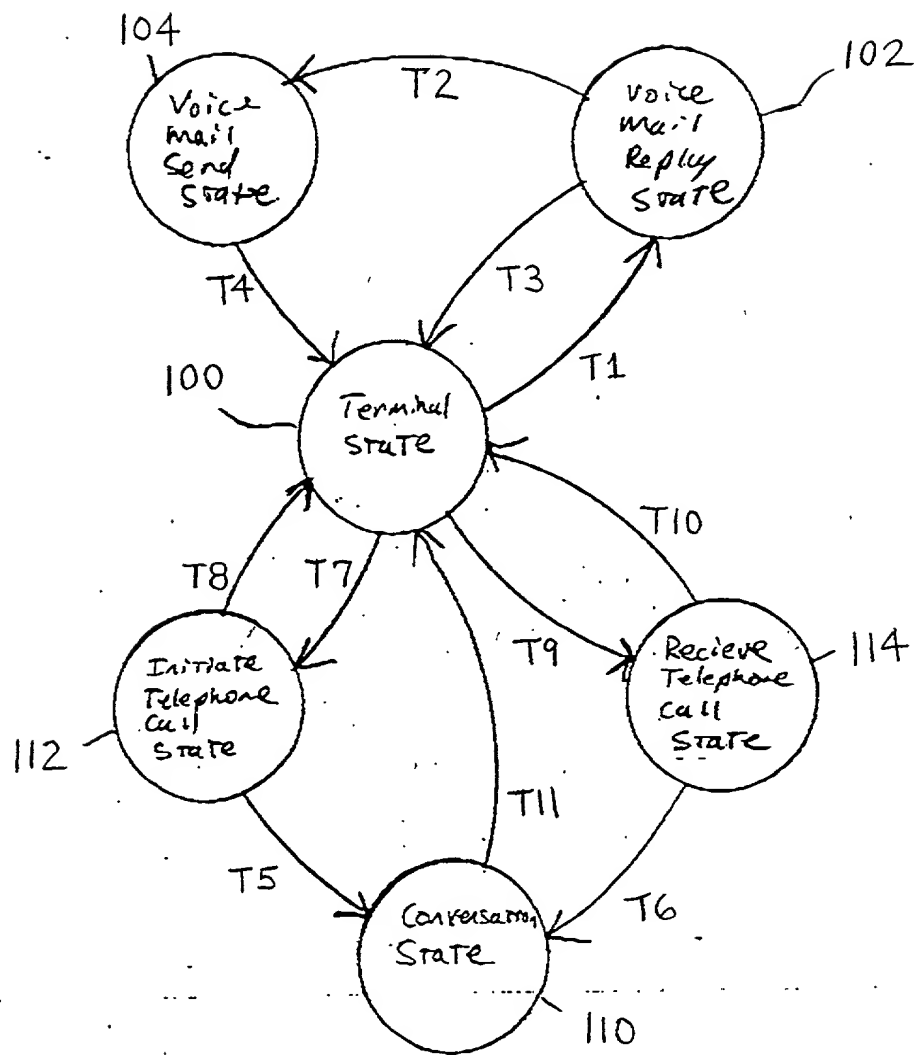 104
102
Voice
Mail
Send
State
T2
Voice
Mail
Replay
State
T4
T3
T1
100
Terminal
State
T8
T7
T10
T9
Initiate
Telephone
Call
State
112
Recieve
Telephone
Call
State
114
T11
T5
T6
Conversation
State
110